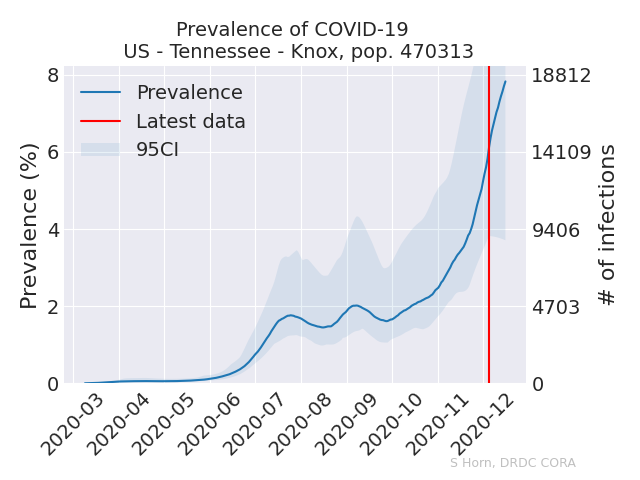 Prevalence of COVID-19
US - Tennessee - Knox, pop. 470313
Prevalence
Latest data
95CI
Prevalence (%)
8
6
4
2
0
18812
14109
9406
4703
0
# of infections
2020-03
2020-04
2020-05
2020-06
2020-07
2020-08
2020-09
2020-10
2020-11
2020-12
S Horn, DRDC CORA